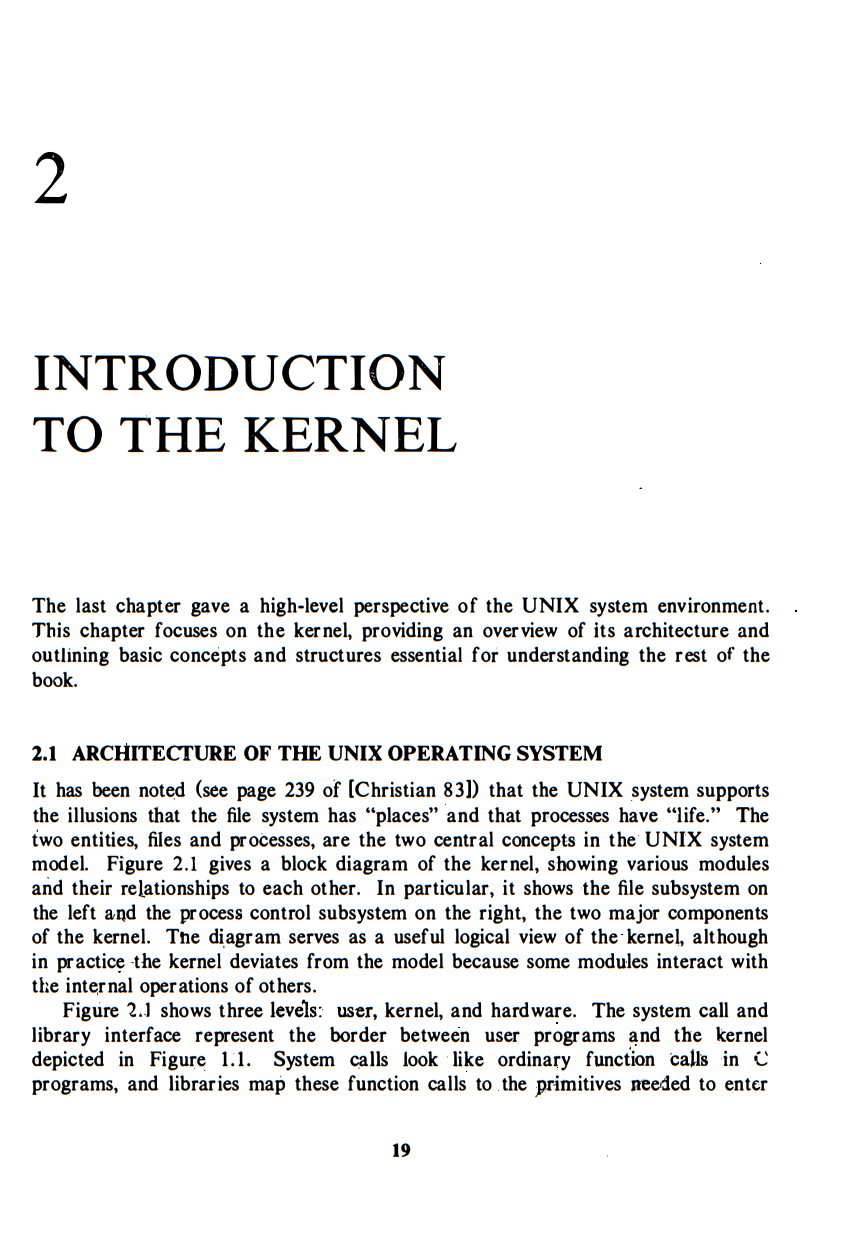 2
INTRODUCTION
TO THE KERNEL
The last chapter gave a high-level perspective of the UNIX system environment.
This chapter focuses on the kernel, providing an overview of its architecture and
outlining basic concepts and structures essential for understanding the rest of the
book.
2.1 ARCHITECTURE OF THE UNIX OPERATING SYSTEM
It has been noted (see page 239 of [Christian 83]) that the UNIX system supports
the illusions that the file system has “places” and that processes have “life.” The
two entities, files and processes, are the two central concepts in the UNIX system
model. Figure 2.1 gives a block diagram of the kernel, showing various modules
and their relationships to each other. In particular, it shows the file subsystem on
the left and the process control subsystem on the right, the two major components
of the kernel. The diagram serves as a useful logical view of the kernel, although
in practice the kernel deviates from the model because some modules interact with
the internal operations of others.
Figure 2.1 shows three levels: user, kernel, and hardware. The system call and
library interface represent the border between user programs and the kernel
depicted in Figure 1.1. System calls look like ordinary function calls in C
programs, and libraries map these function calls to the primitives needed to enter
19